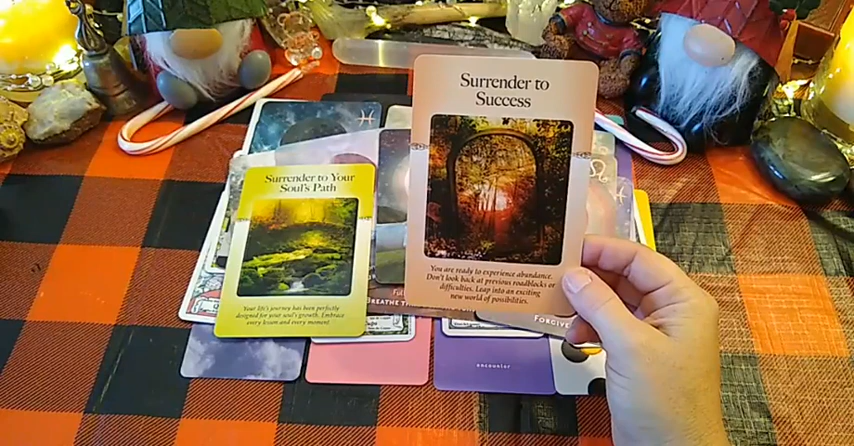 Surrender to
Success
You are ready to experience abundance.
Don't look back at previous roadblocks or
difficulties. Leap into an exciting
new world of possibilities.
Surrender to Your
Soul's Path
Your life's journey has been perfectly
designed for your soul's growth. Embrace
every lesson and every moment.
BREATHE
FORGIVE
encounter